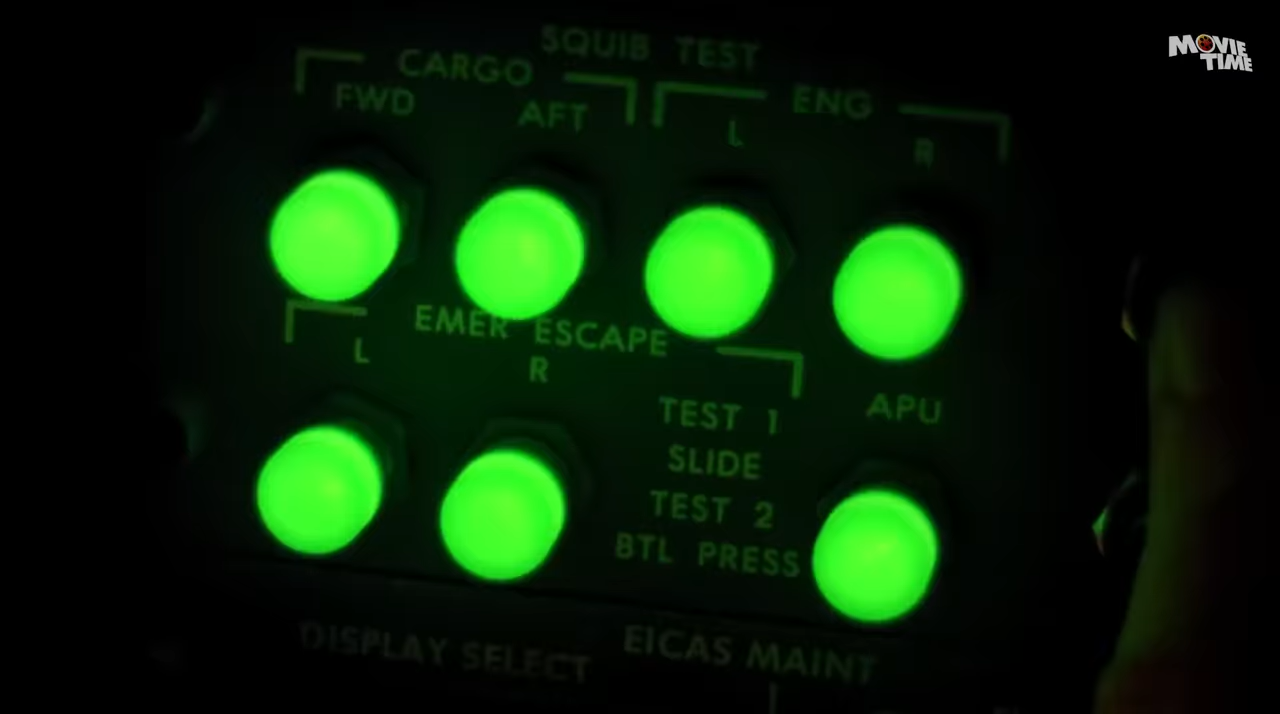 MOVIE
TIME
SQUIB TEST
CARGO
ENG
FWD
AFT
L
R
EMER ESCAPE
L
R
TEST 1
SLIDE
TEST 2
BTL PRESS
APU
DISPLAY SELECT
EICAS MAINT